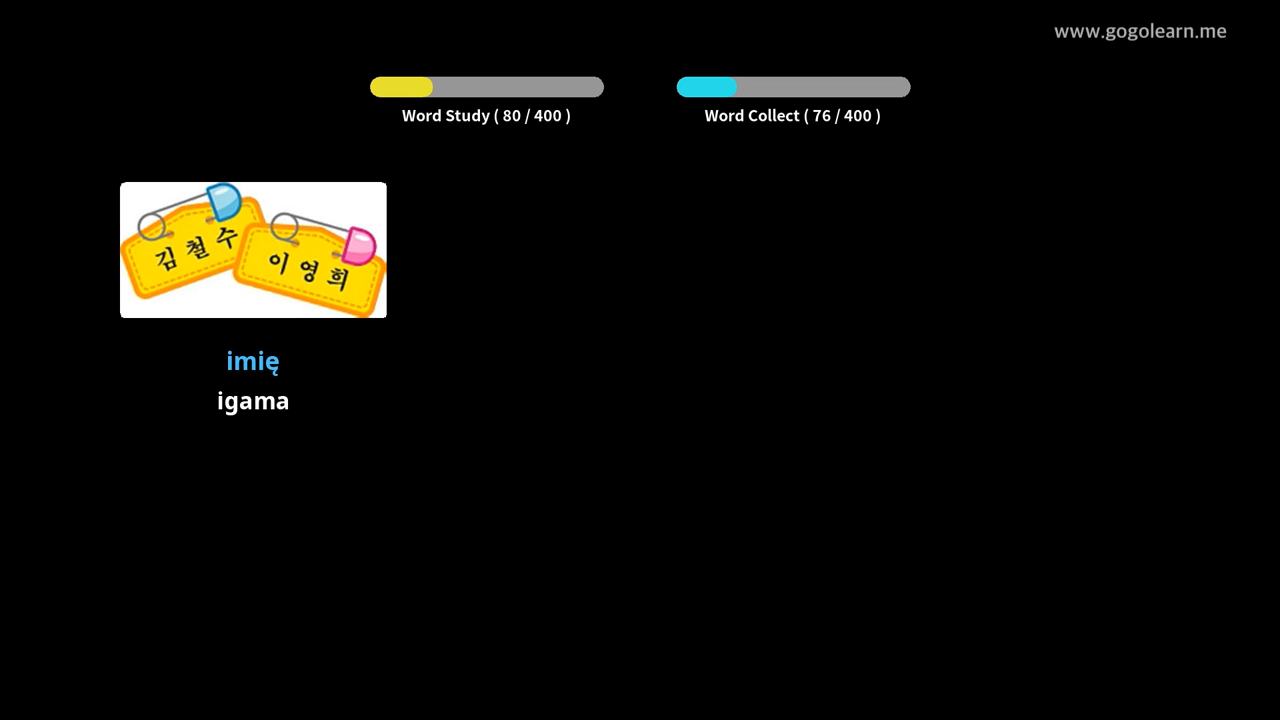 www.gogolearn.me
Word Study ( 80 / 400 )
Word Collect ( 76 / 400 )
김철수
이영희
imię
igama